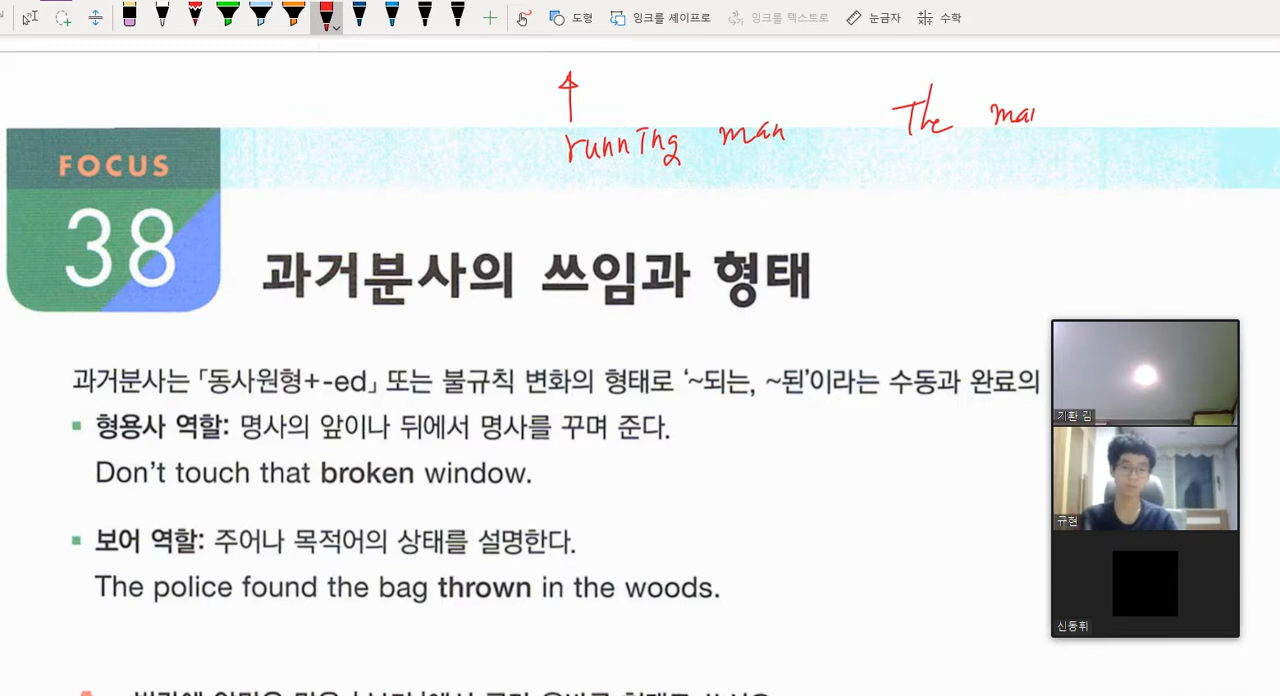 도형 잉크를 셰이프로 잉크를 텍스트로 눈금자 수학
running man The
FOCUS
38
과거분사의 쓰임과 형태
과거분사는 「동사원형+-ed」 또는 불규칙 변화의 형태로 ‘~되는, ~된’이라는 수동과 완료의
형용사 역할: 명사의 앞이나 뒤에서 명사를 꾸며 준다.
Don't touch that broken window.
보어 역할: 주어나 목적어의 상태를 설명한다.
The police found the bag thrown in the woods.
기환 김
규현
신동휘